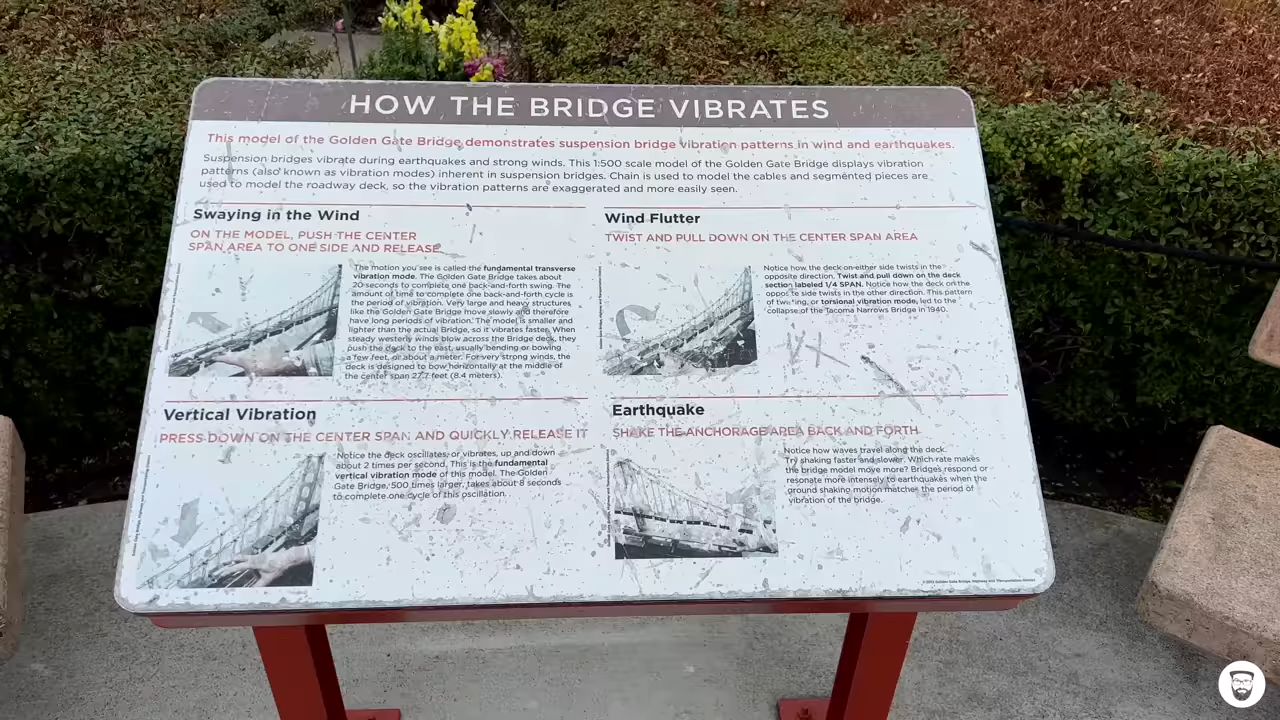 HOW THE BRIDGE VIBRATES
This model of the Golden Gate Bridge demonstrates suspension bridge vibration patterns in wind and earthquakes.
Suspension bridges vibrate during earthquakes and strong winds. This 1:500 scale model of the Golden Gate Bridge displays vibration
patterns (also known as vibration modes) inherent in suspension bridges. Chain is used to model the cables and segmented pieces are
used to model the roadway deck, so the vibration patterns are exaggerated and more easily seen.
Swaying in the Wind
ON THE MODEL, PUSH THE CENTER
SPAN AREA TO ONE SIDE AND RELEASE
The motion you see is called the fundamental transverse
vibration mode. The Golden Gate Bridge takes about
20 seconds to complete one back-and-forth swing. The
amount of time to complete one back-and-forth cycle is
the period of vibration. Very large and heavy structures
like the Golden Gate Bridge move slowly and therefore
have long periods of vibration. The model is smaller and
lighter than the actual Bridge, so it vibrates faster. When
steady westerly winds blow across the Bridge deck, they
push the deck to the east, usually bending or bowing
a few feet, or about a meter. For very strong winds, the
deck is designed to bow horizontally at the middle of
the center span 27.7 feet (8.4 meters).
Wind Flutter
TWIST AND PULL DOWN ON THE CENTER SPAN AREA
Notice how the deck on either side twists in the
opposite direction. Twist and pull down on the deck
section labeled 1/4 SPAN. Notice how the deck on the
opposite side twists in the other direction. This pattern
of twisting, or torsional vibration mode, led to the
collapse of the Tacoma Narrows Bridge in 1940.
Vertical Vibration
PRESS DOWN ON THE CENTER SPAN AND QUICKLY RELEASE IT
Notice the deck oscillates, or vibrates, up and down
about 2 times per second. This is the fundamental
vertical vibration mode of this model. The Golden
Gate Bridge, 500 times larger, takes about 8 seconds
to complete one cycle of this oscillation.
Earthquake
SHAKE THE ANCHORAGE AREA BACK AND FORTH
Notice how waves travel along the deck.
Try shaking faster and slower. Which rate makes
the bridge model move more? Bridges respond or
resonate more intensely to earthquakes when the
ground shaking motion matches the period of
vibration of the bridge.
Golden Gate Bridge, Highway and Transportation District